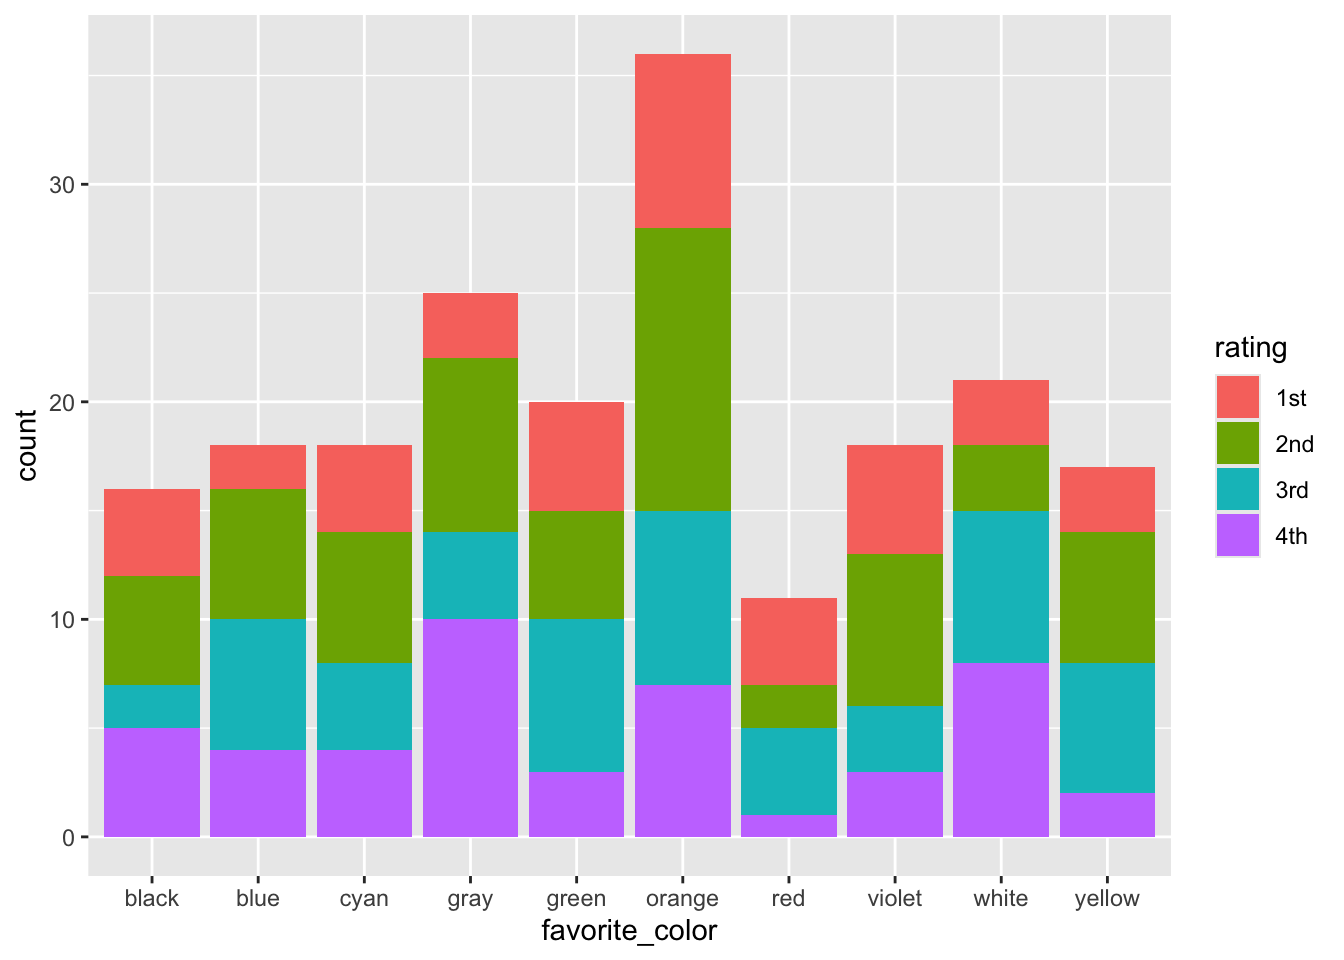 30
20
10
0
count
black blue cyan gray green orange red violet white yellow
favorite_color
rating
1st
2nd
3rd
4th